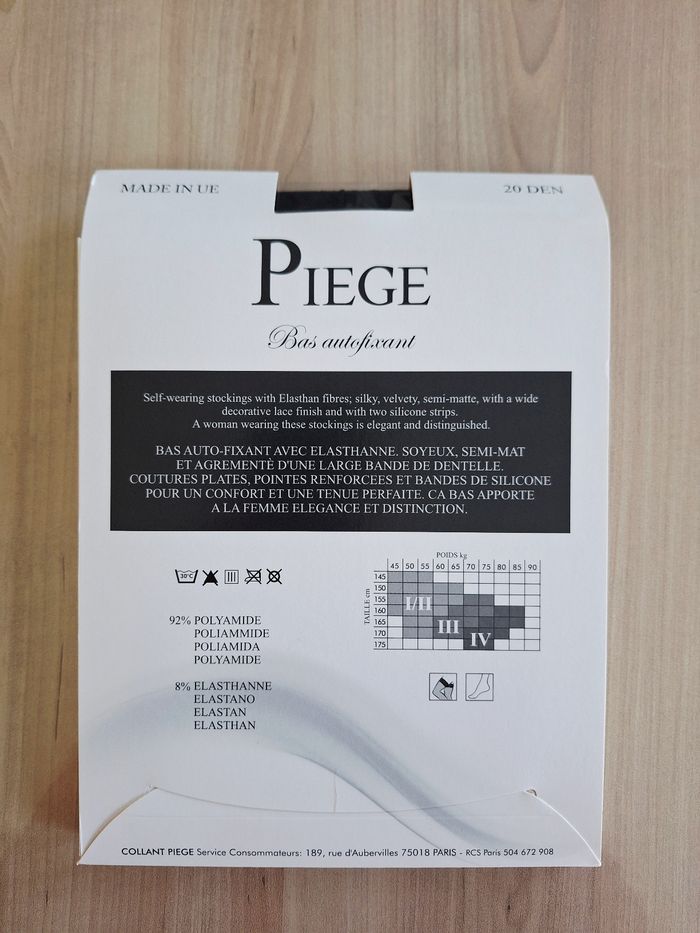 MADE IN UE
20 DEN
PIEGE
Bas autofixant
Self-wearing stockings with Elasthan fibres; silky, velvety, semi-matte, with a wide
decorative lace finish and with two silicone strips.
A woman wearing these stockings is elegant and distinguished.
BAS AUTO-FIXANT AVEC ELASTHANNE. SOYEUX, SEMI-MAT
ET AGREMENTÈ D'UNE LARGE BANDE DE DENTELLE.
COUTURES PLATES, POINTES RENFORCEES ET BANDES DE SILICONE
POUR UN CONFORT ET UNE TENUE PERFAITE. CA BAS APPORTE
A LA FEMME ELEGANCE ET DISTINCTION.
30°C
92% POLYAMIDE
POLIAMMIDE
POLIAMIDA
POLYAMIDE
8% ELASTHANNE
ELASTANO
ELASTAN
ELASTHAN
POIDS kg
45 50 55 60 65 70 75 80 85 90
TAILLE cm
145
150
155
160
165
170
175
I/II
III
IV
COLLANT PIEGE Service Consommateurs: 189, rue d'Aubervilles 75018 PARIS - RCS Paris 504 672 908